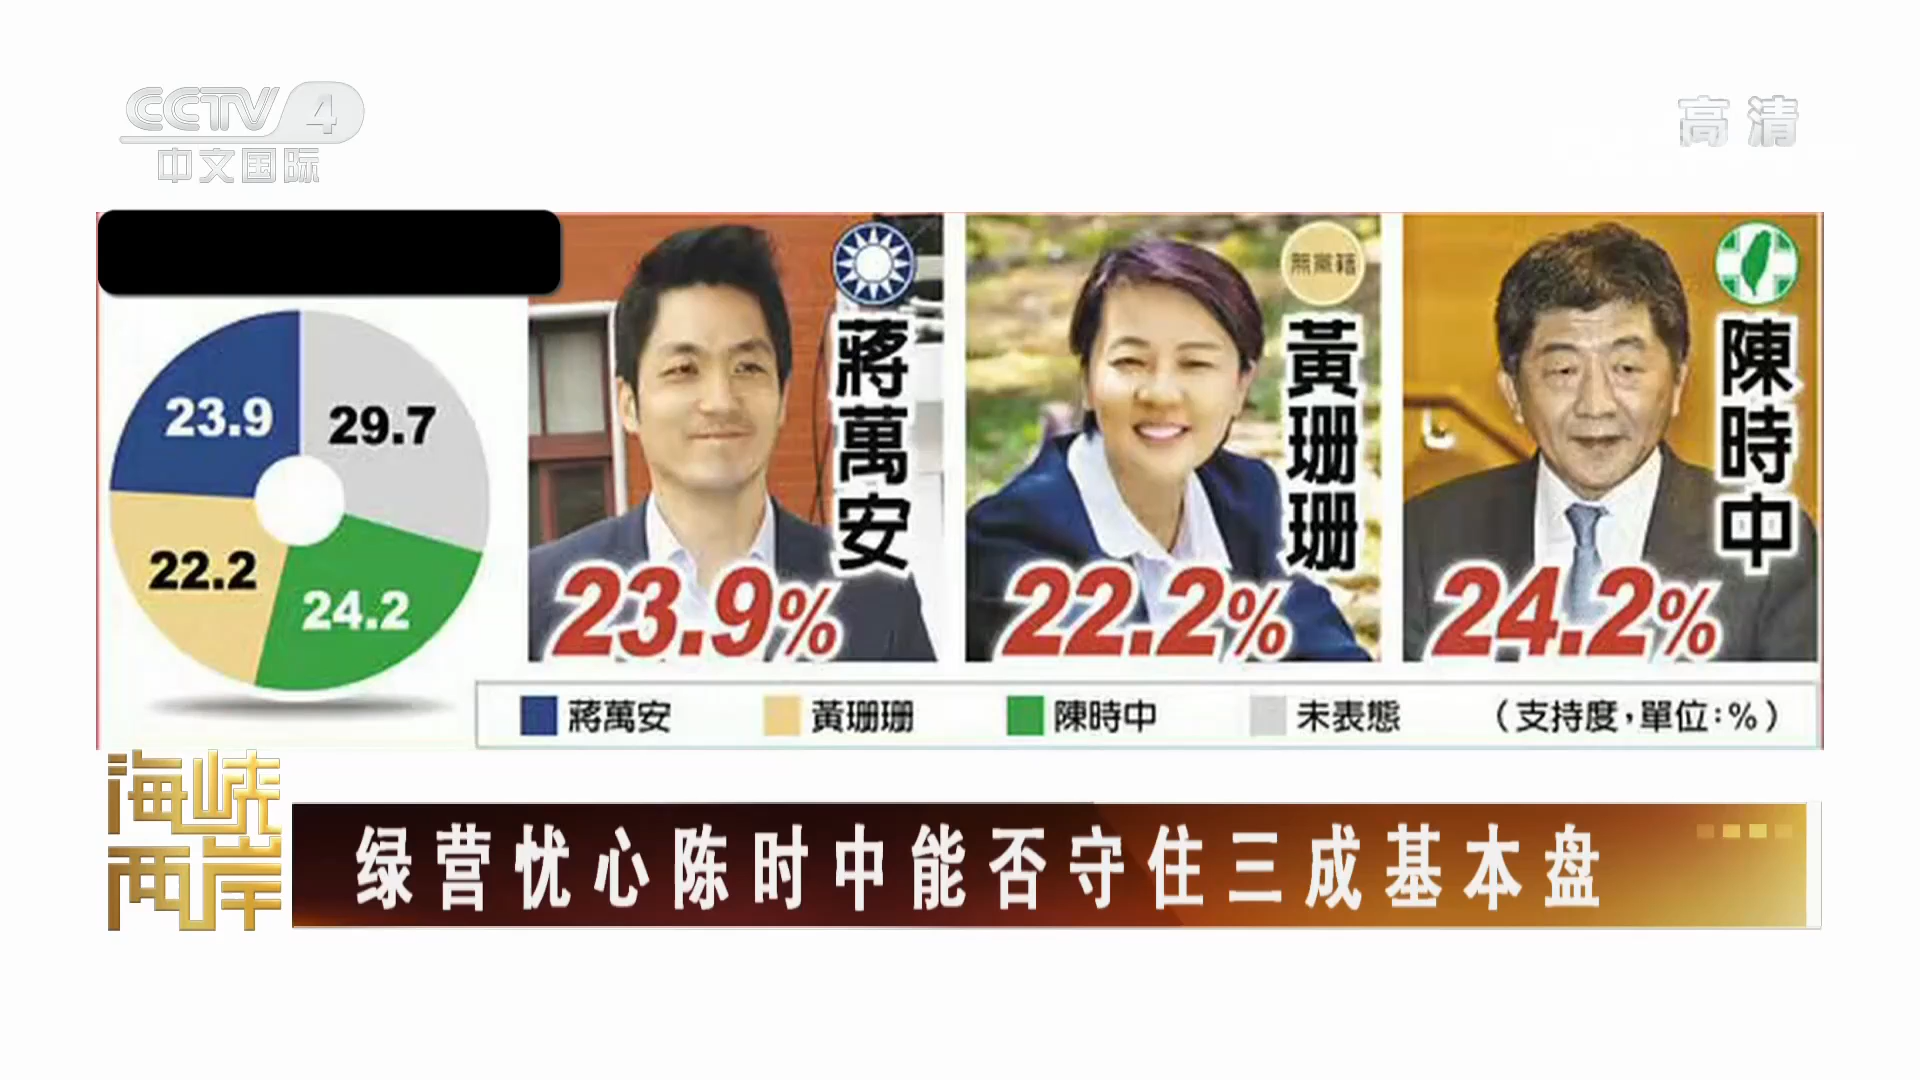 CCTV 4
中文国际
高清
23.9
29.7
22.2
24.2
蔣萬安
23.9%
無黨籍
黃珊珊
22.2%
陳時中
24.2%
蔣萬安 黃珊珊 陳時中 未表態 （支持度，單位：%）
海峡两岸
绿营忧心陈时中能否守住三成基本盘